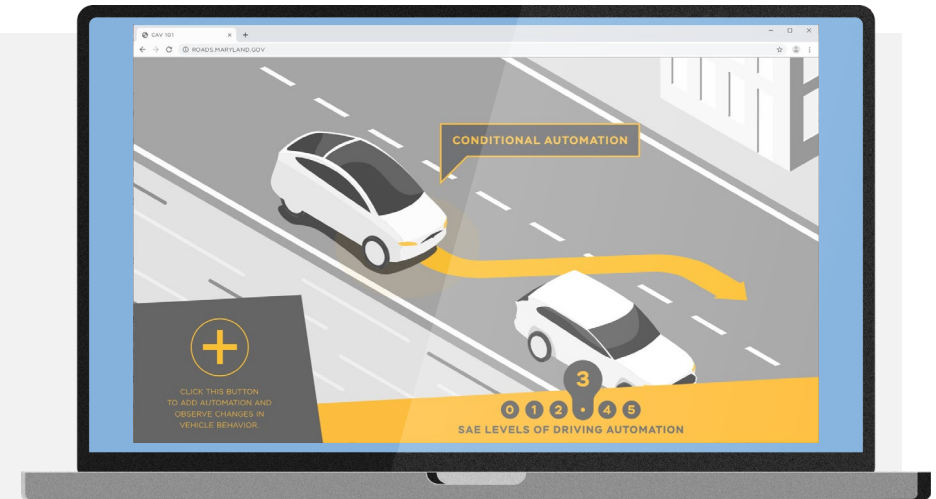 CAV 101
ROADS.MARYLAND.GOV
CONDITIONAL AUTOMATION
CLICK THIS BUTTON
TO ADD AUTOMATION AND
OBSERVE CHANGES IN
VEHICLE BEHAVIOR.
3
0 1 2 • 4 5
SAE LEVELS OF DRIVING AUTOMATION